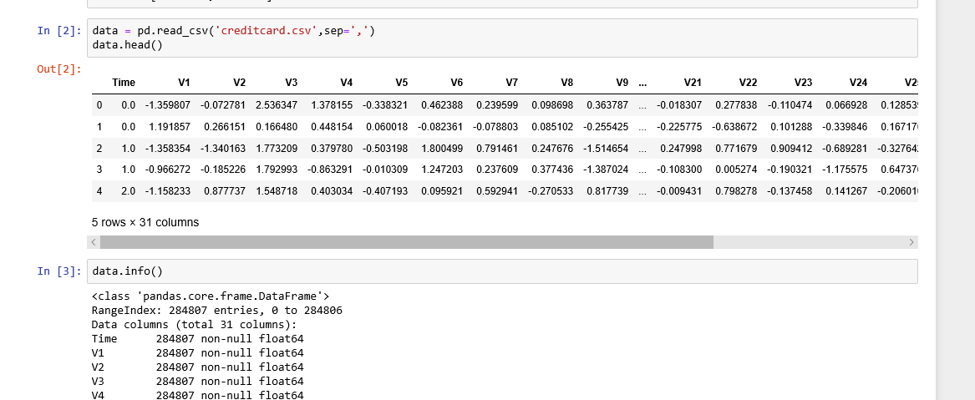 In [2]: data = pd.read_csv('creditcard.csv',sep=',')
data.head()
Out[2]:
Time V1 V2 V3 V4 V5 V6 V7 V8 V9 ... V21 V22 V23 V24
0 0.0 -1.359807 -0.072781 2.536347 1.378155 -0.338321 0.462388 0.239599 0.098698 0.363787 ... -0.018307 0.277838 -0.110474 0.066928 0.12853
1 0.0 1.191857 0.266151 0.166480 0.448154 0.060018 -0.082361 -0.078803 0.085102 -0.255425 ... -0.225775 -0.638672 0.101288 -0.339846 0.16717
2 1.0 -1.358354 -1.340163 1.773209 0.379780 -0.503198 1.800499 0.791461 0.247676 -1.514654 ... 0.247998 0.771679 0.909412 -0.689281 -0.32764
3 1.0 -0.966272 -0.185226 1.792993 -0.863291 -0.010309 1.247203 0.237609 0.377436 -1.387024 ... -0.108300 0.005274 -0.190321 -1.175575 0.64737
4 2.0 -1.158233 0.877737 1.548718 0.403034 -0.407193 0.095921 0.592941 -0.270533 0.817739 ... -0.009431 0.798278 -0.137458 0.141267 -0.20601
5 rows × 31 columns
In [3]: data.info()
<class 'pandas.core.frame.DataFrame'>
RangeIndex: 284807 entries, 0 to 284806
Data columns (total 31 columns):
Time 284807 non-null float64
V1 284807 non-null float64
V2 284807 non-null float64
V3 284807 non-null float64
V4 284807 non-null float64